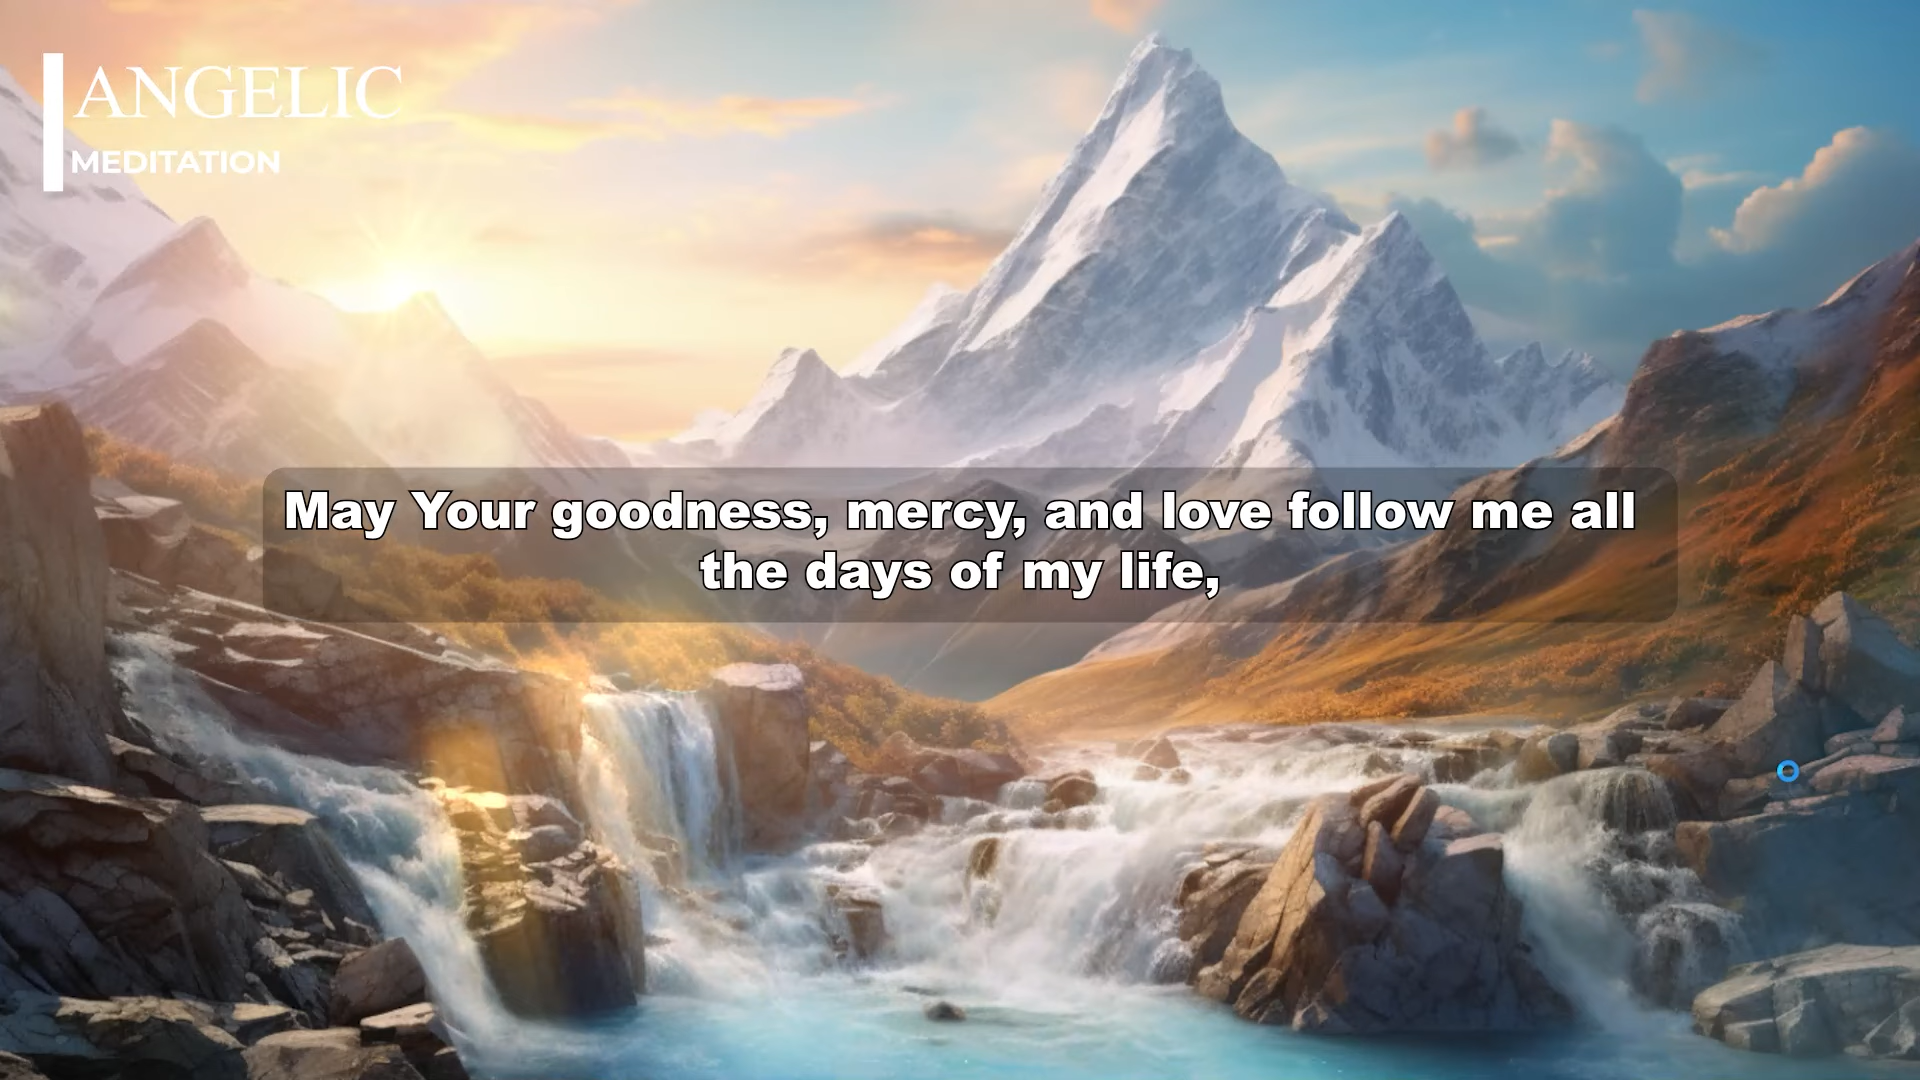 ANGELIC
MEDITATION
May Your goodness, mercy, and love follow me all
the days of my life,